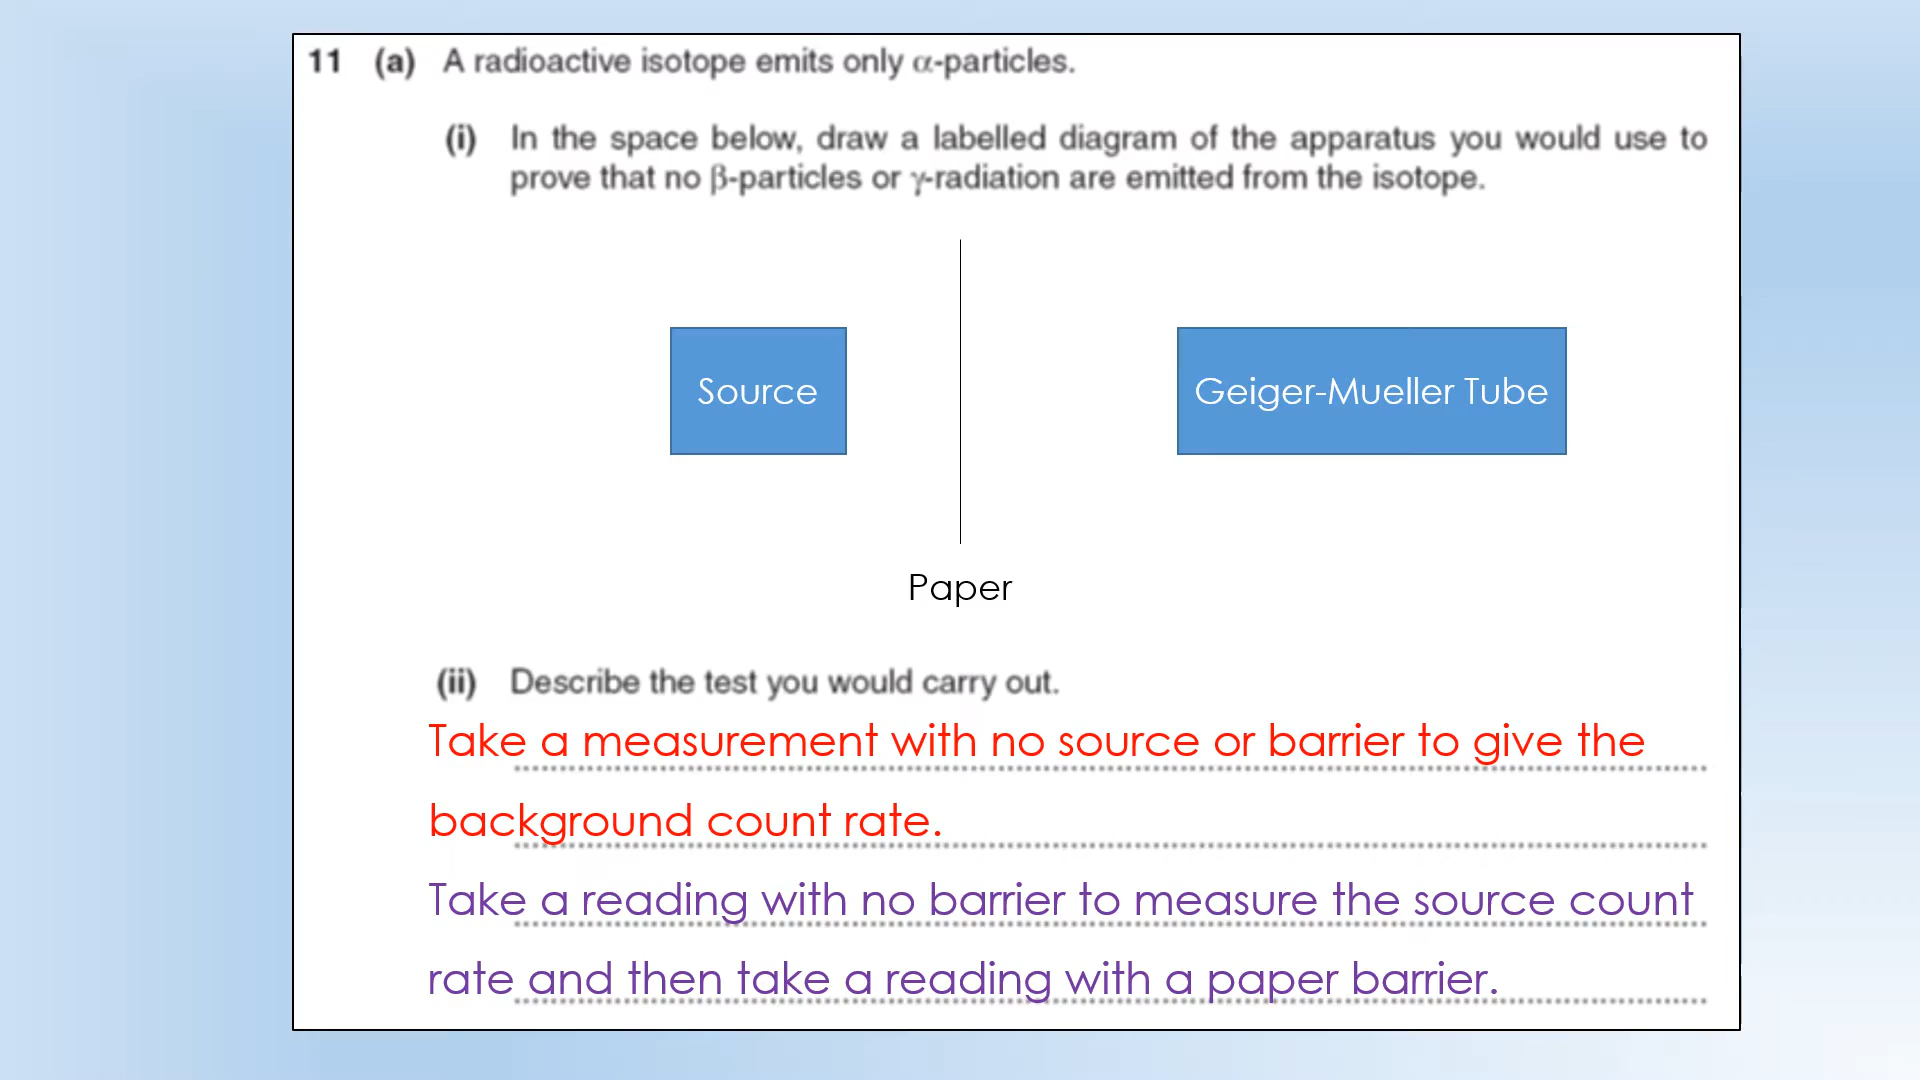 11 (a) A radioactive isotope emits only α-particles.
(i) In the space below, draw a labelled diagram of the apparatus you would use to
prove that no β-particles or γ-radiation are emitted from the isotope.
Source
Geiger-Mueller Tube
Paper
(ii) Describe the test you would carry out.
Take a measurement with no source or barrier to give the
background count rate.
Take a reading with no barrier to measure the source count
rate and then take a reading with a paper barrier.